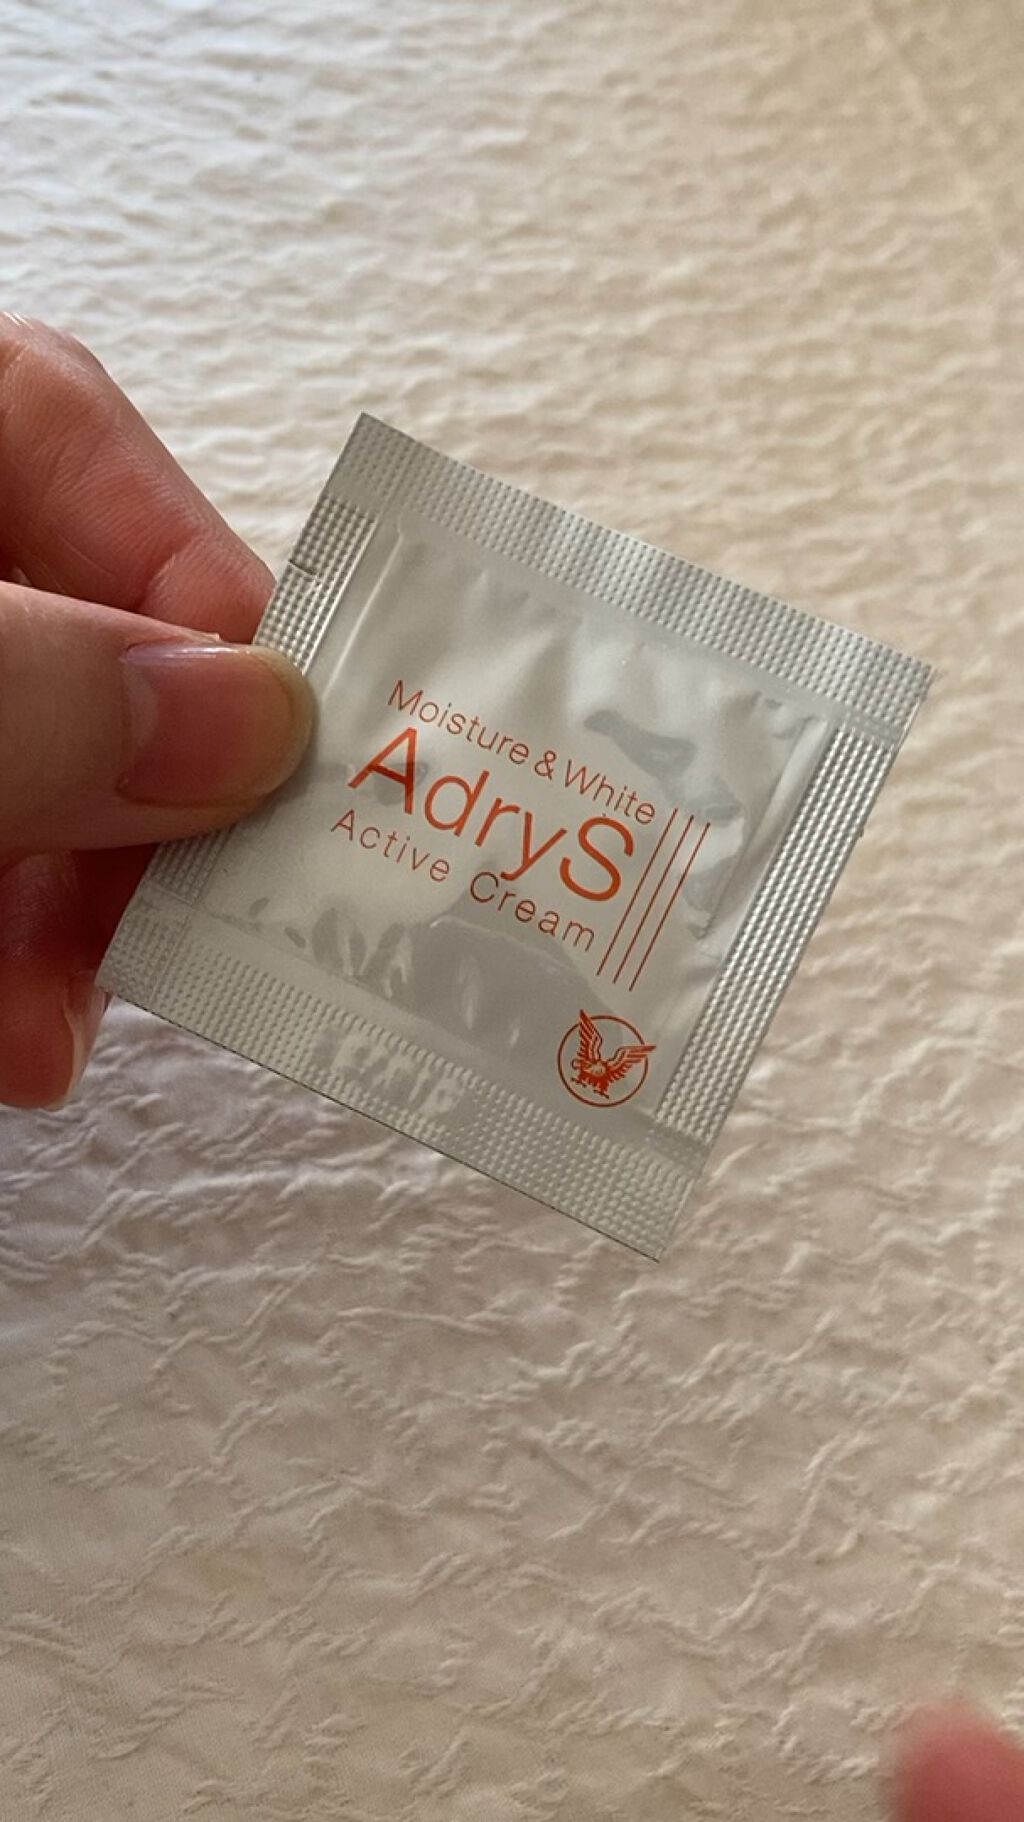 Moisture & White
AdryS
Active Cream